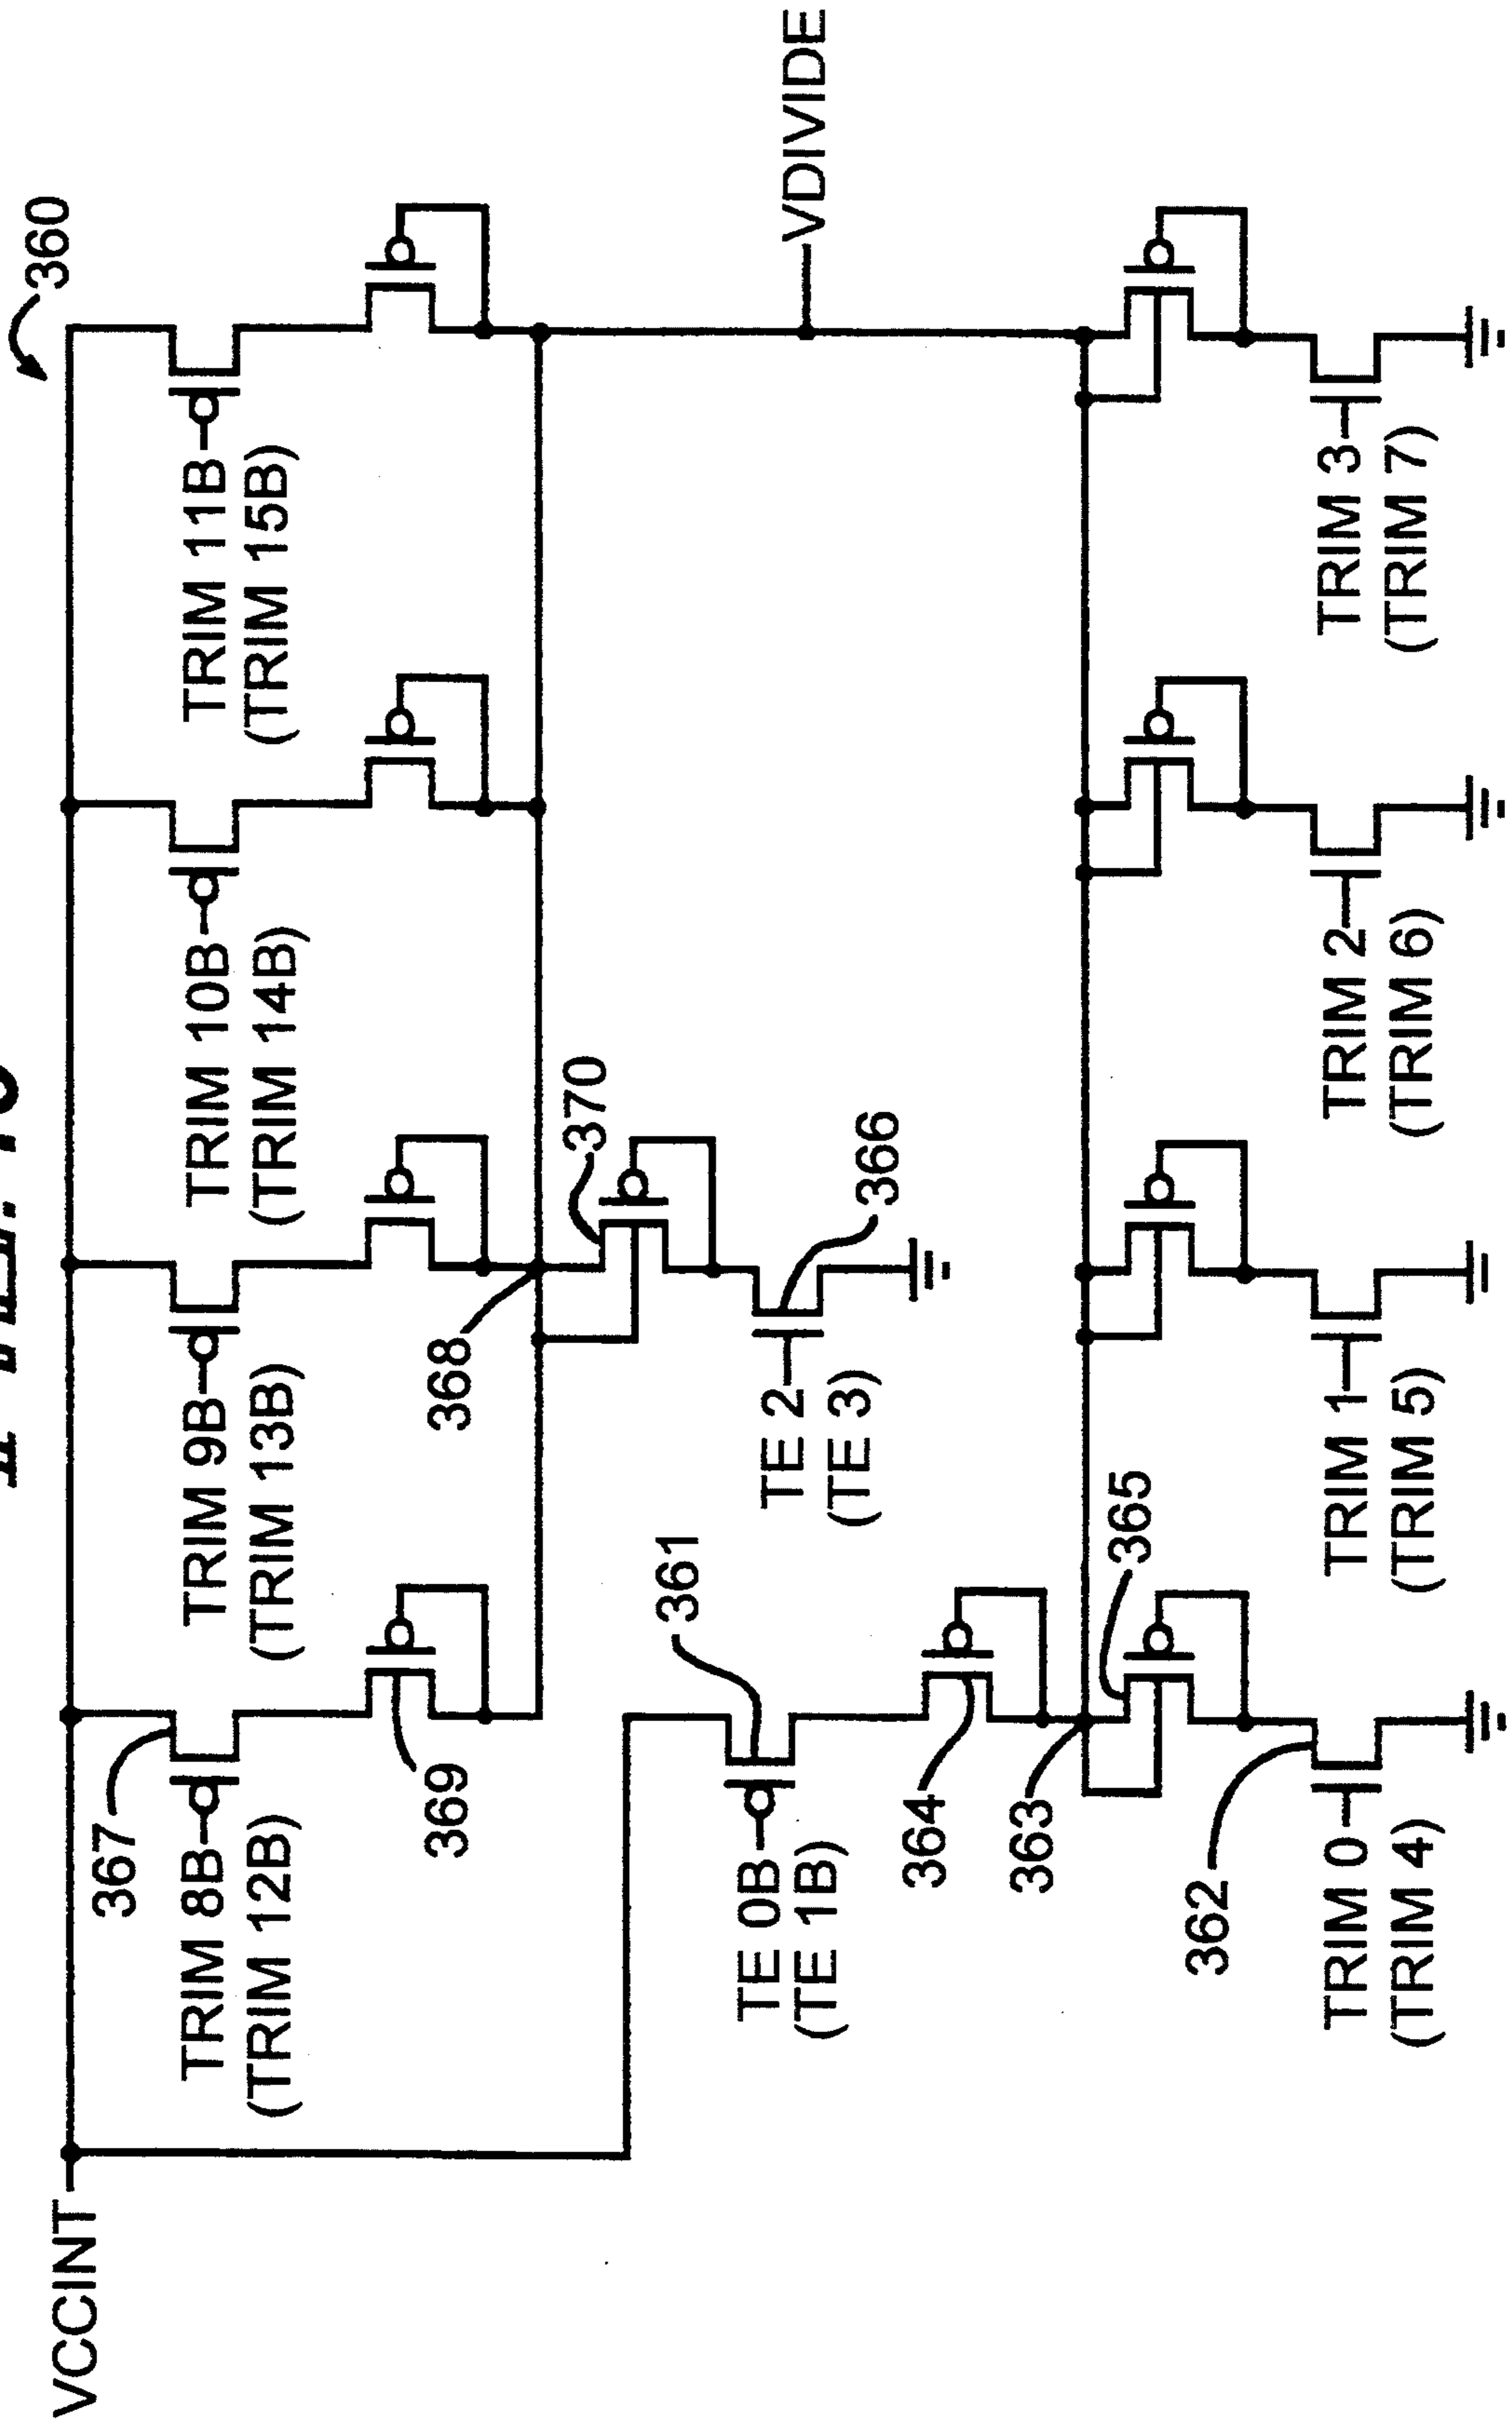 360
VCCINT
367
TRIM 8B
(TRIM 12B)
TRIM 9B
(TRIM 13B)
TRIM 10B
(TRIM 14B)
TRIM 11B
(TRIM 15B)
369
368
370
TE 2
(TE 3)
366
VDIVIDE
361
TE 0B
(TE 1B)
364
363
365
362
TRIM 0
(TRIM 4)
TRIM 1
(TRIM 5)
TRIM 2
(TRIM 6)
TRIM 3
(TRIM 7)